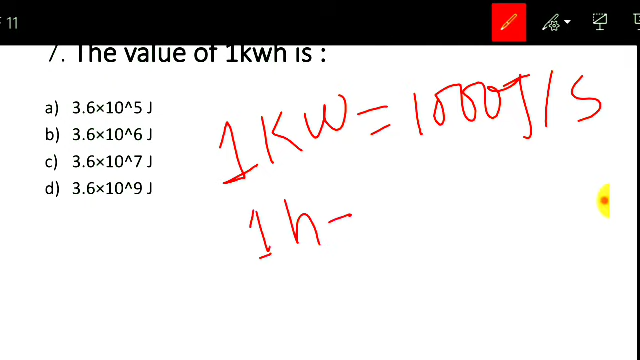 of 11
7. The value of 1kwh is :
a) 3.6×10^5 J
b) 3.6×10^6 J
c) 3.6×10^7 J
d) 3.6×10^9 J
1KW=1000J/S
1h-